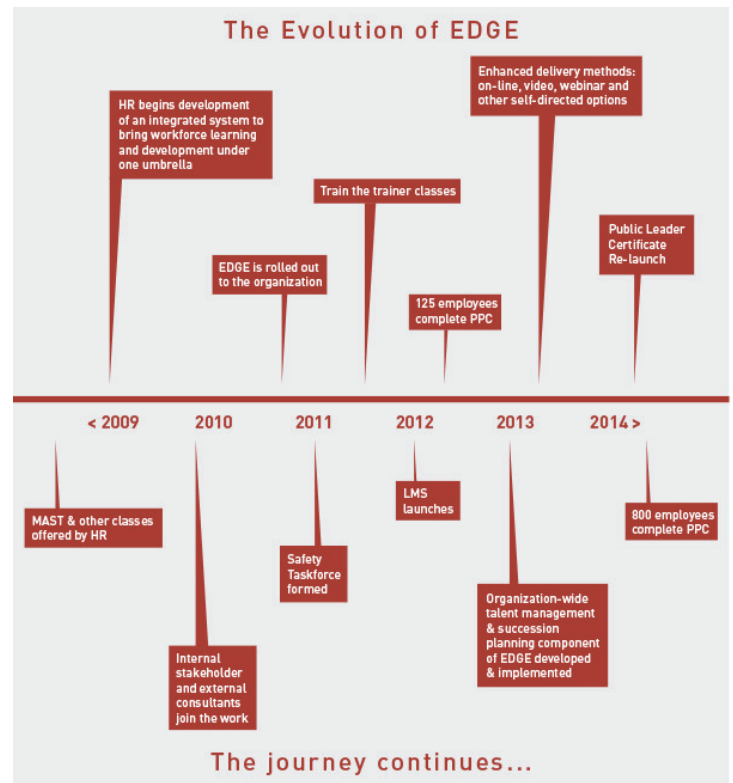 The Evolution of EDGE
Enhanced delivery methods:
on-line, video, webinar and
other self-directed options
HR begins development
of an integrated system to
bring workforce learning
and development under
one umbrella
Train the trainer classes
Public Leader
Certificate
Re-launch
EDGE is rolled out
to the organization
125 employees
complete PPC
< 2009 2010 2011 2012 2013 2014 >
MAST & other classes
offered by HR
LMS
launches
800 employees
complete PPC
Safety
Taskforce
formed
Organization-wide
talent management
& succession
planning component
of EDGE developed
& implemented
Internal
stakeholder
and external
consultants
join the work
The journey continues...